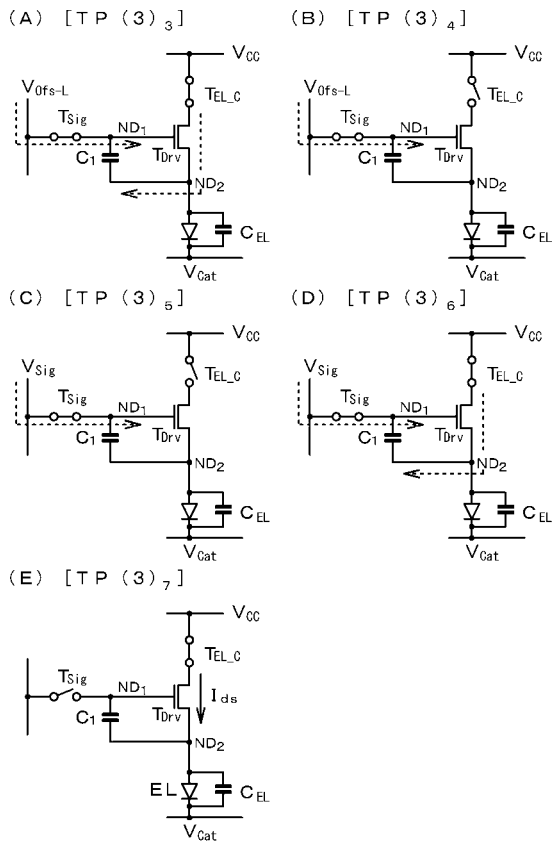 (A) [TP (3)3]
(B) [TP (3)4]
VCC
VOfs-L
TEL_C
TSig
ND1
C1
TDrv
ND2
CEL
VCat
VCC
VOfs-L
TEL_C
TSig
ND1
C1
TDrv
ND2
CEL
VCat
(C) [TP (3)5]
(D) [TP (3)6]
VCC
VSig
TEL_C
TSig
ND1
C1
TDrv
ND2
CEL
VCat
VCC
VSig
TEL_C
TSig
ND1
C1
TDrv
ND2
CEL
VCat
(E) [TP (3)7]
VCC
TEL_C
TSig
ND1
Ids
C1
TDrv
ND2
EL
CEL
VCat